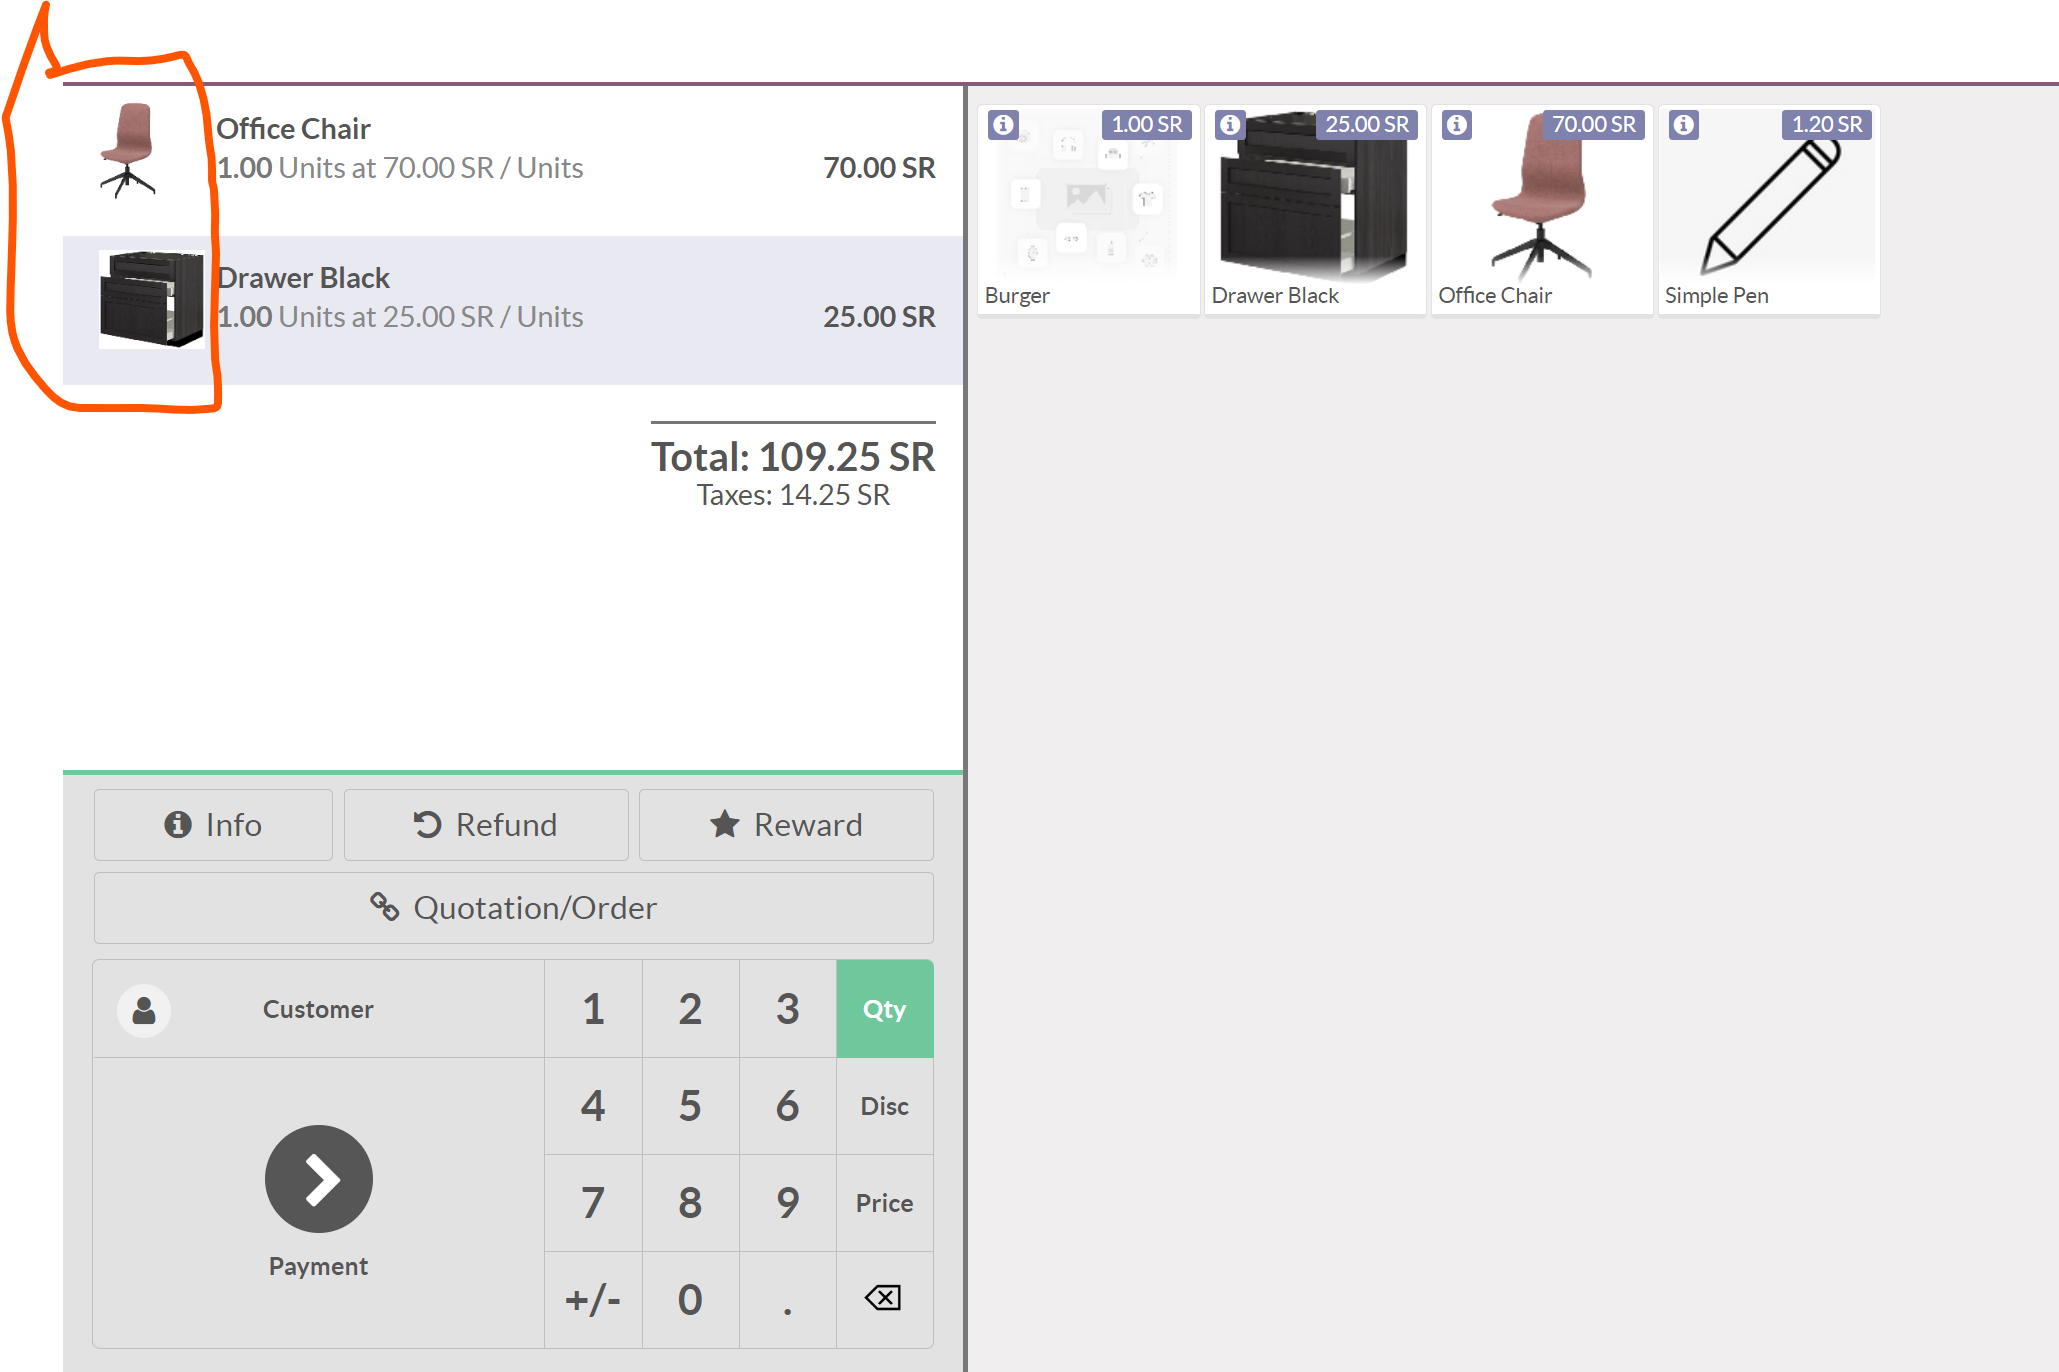 Office Chair
1.00 Units at 70.00 SR / Units 70.00 SR
Drawer Black
1.00 Units at 25.00 SR / Units 25.00 SR
Total: 109.25 SR
Taxes: 14.25 SR
Info Refund Reward
Quotation/Order
Customer 1 2 3 Qty
4 5 6 Disc
7 8 9 Price
Payment
+/- 0 .
1.00 SR 25.00 SR 70.00 SR 1.20 SR
Burger Drawer Black Office Chair Simple Pen